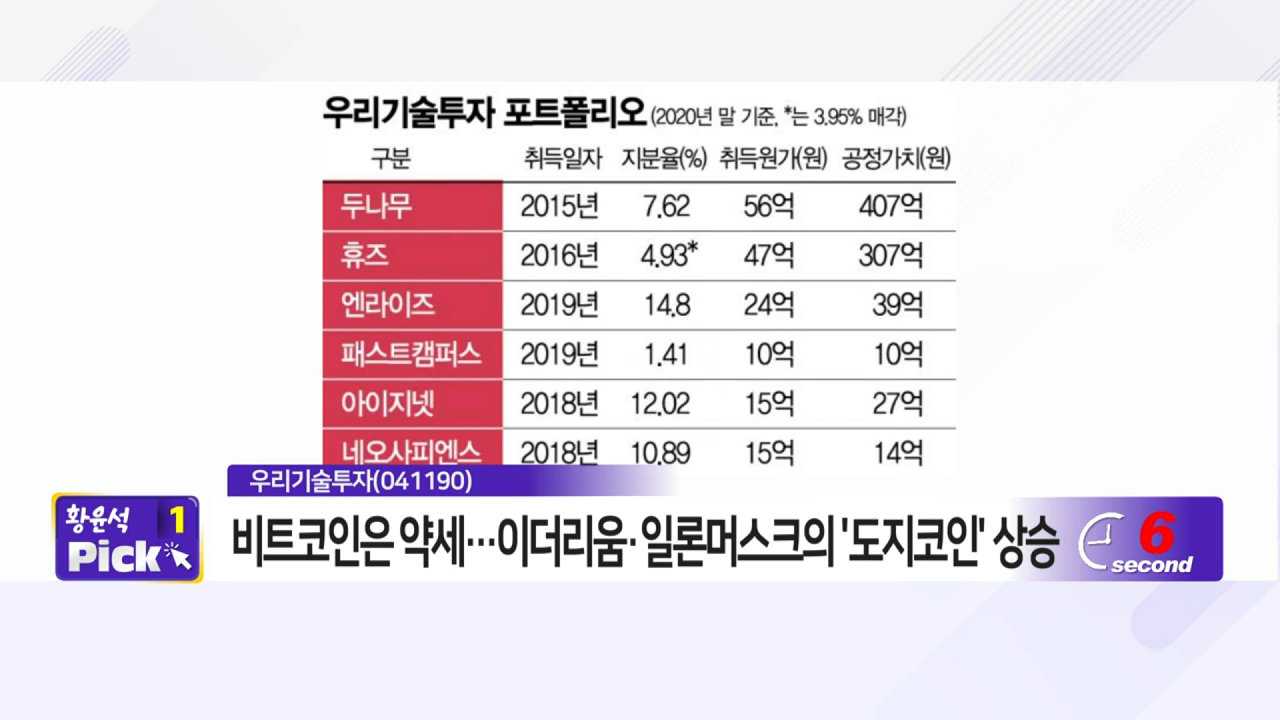 우리기술투자 포트폴리오 (2020년 말 기준, *는 3.95% 매각)
구분 취득일자 지분율(%) 취득원가(원) 공정가치(원)
두나무 2015년 7.62 56억 407억
휴즈 2016년 4.93* 47억 307억
엔라이즈 2019년 14.8 24억 39억
패스트캠퍼스 2019년 1.41 10억 10억
아이지넷 2018년 12.02 15억 27억
네오사피엔스 2018년 10.89 15억 14억
우리기술투자(041190)
황윤석 1
Pick
비트코인은 약세…이더리움·일론머스크의 '도지코인' 상승
6
second